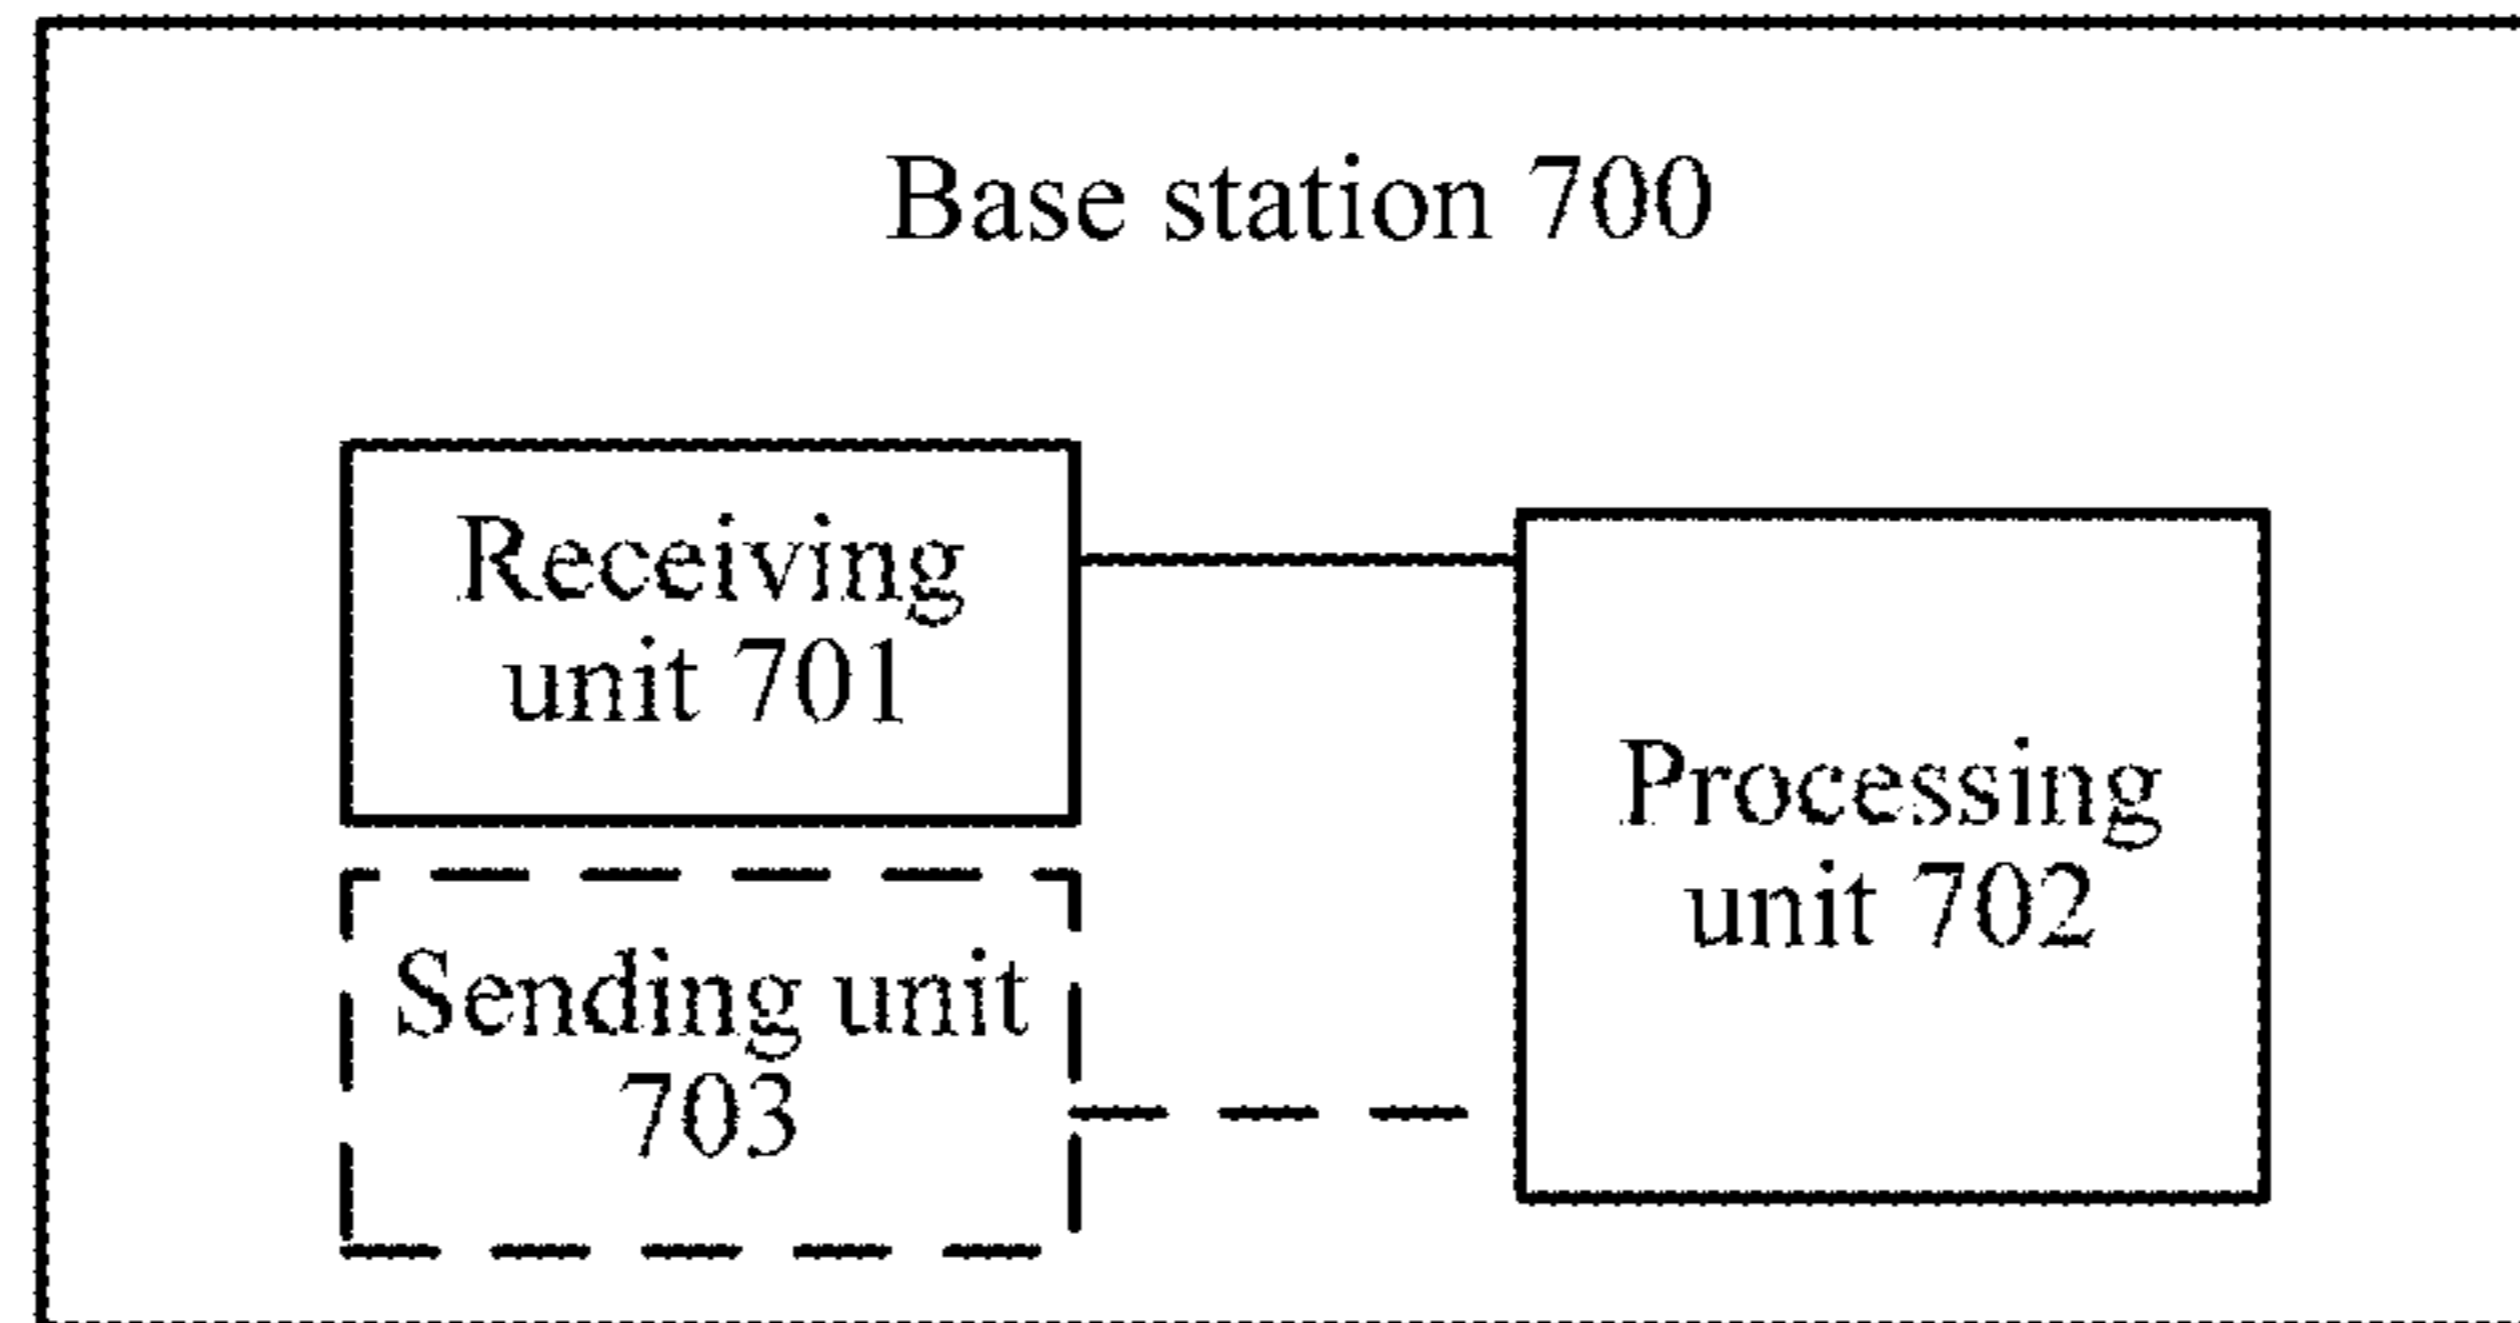 Base station 700
Receiving
unit 701
Processing
unit 702
Sending unit
703